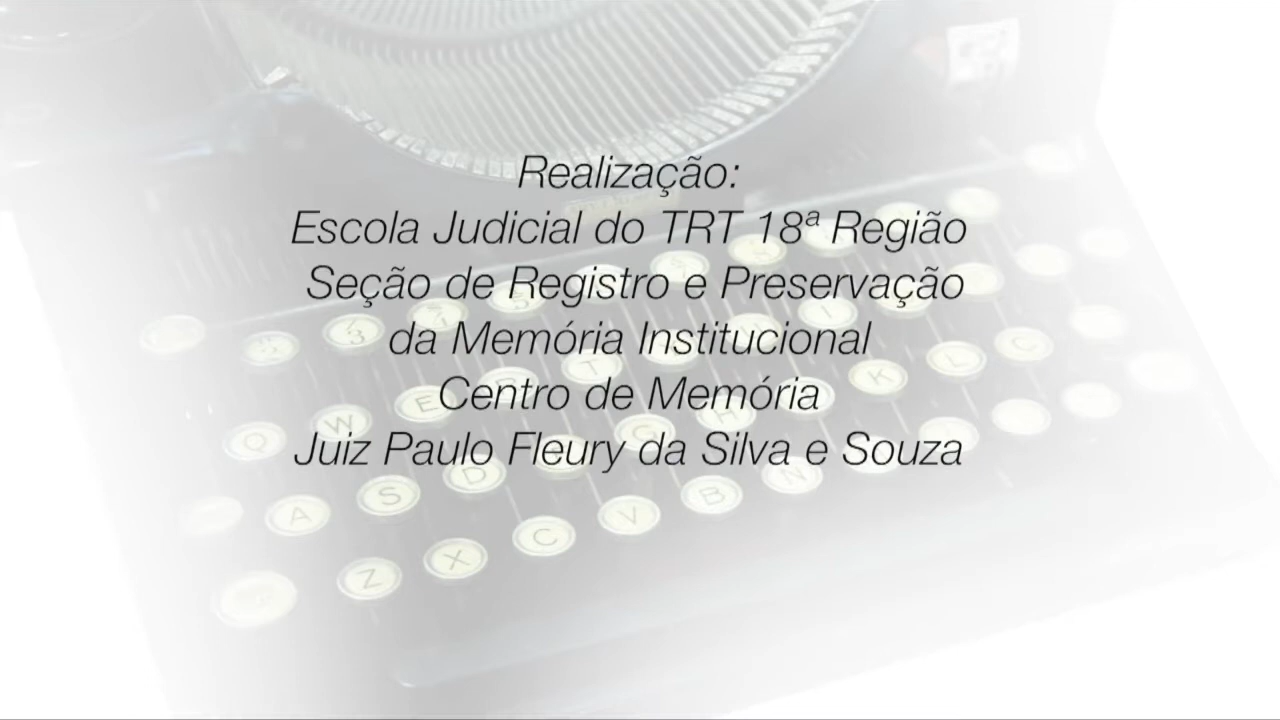 Realização:
Escola Judicial do TRT 18ª Região
Seção de Registro e Preservação
da Memória Institucional
Centro de Memória
Juiz Paulo Fleury da Silva e Souza
Q W E T I
A S D G H K L C
Z X C V B N